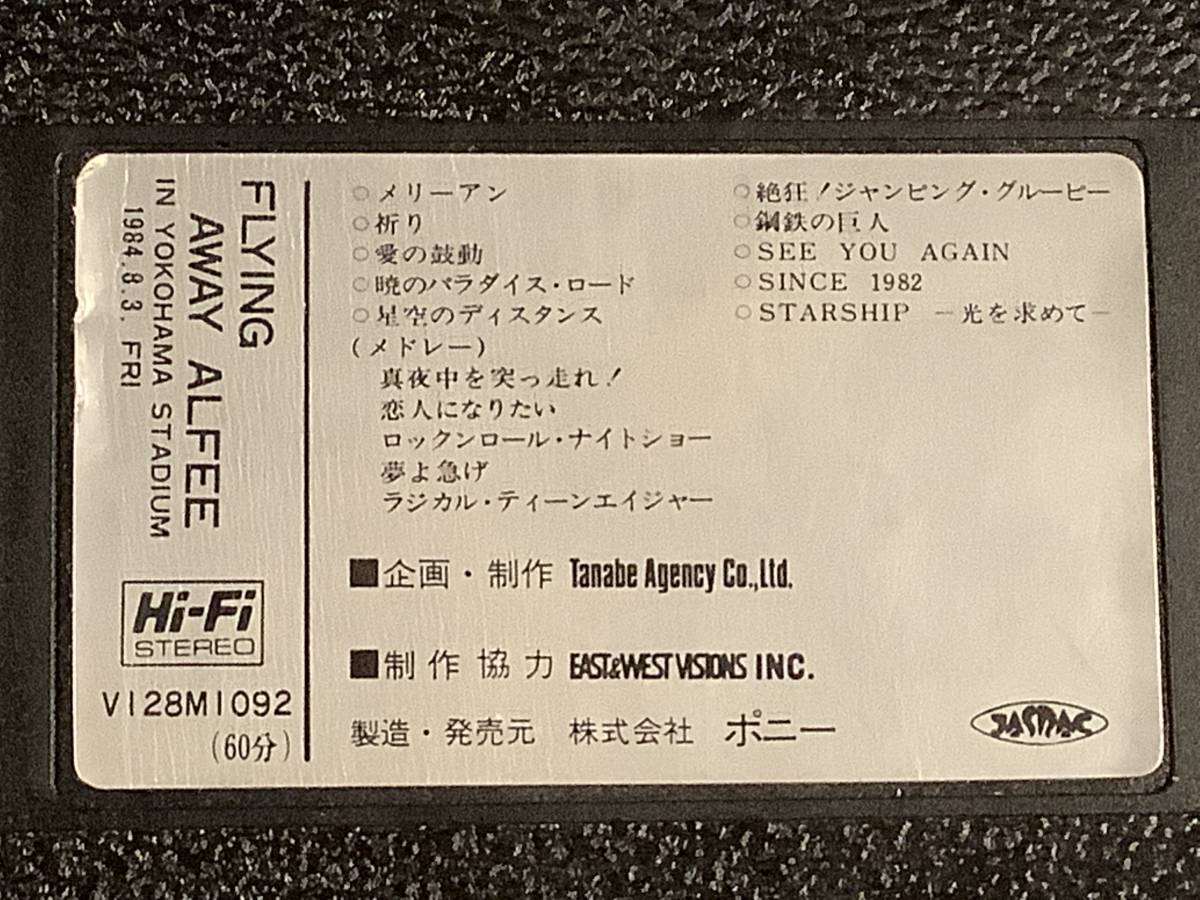 FLYING
AWAY ALFEE
IN YOKOHAMA STADIUM
1984.8.3. FRI
Hi-Fi
STEREO
V128M1092
(60分)
○メリーアン
○祈り
○愛の鼓動
○暁のパラダイス・ロード
○星空のディスタンス
(メドレー)
真夜中を突っ走れ!
恋人になりたい
ロックンロール・ナイトショー
夢よ急げ
ラジカル・ティーンエイジャー
○絶狂!ジャンピング・グルーピー
○鋼鉄の巨人
○SEE YOU AGAIN
○SINCE 1982
○STARSHIP -光を求めて-
■企画・制作 Tanabe Agency Co.,Ltd.
■制作協力 EAST&WEST VISIONS INC.
製造・発売元 株式会社 ポニー
JASRAC